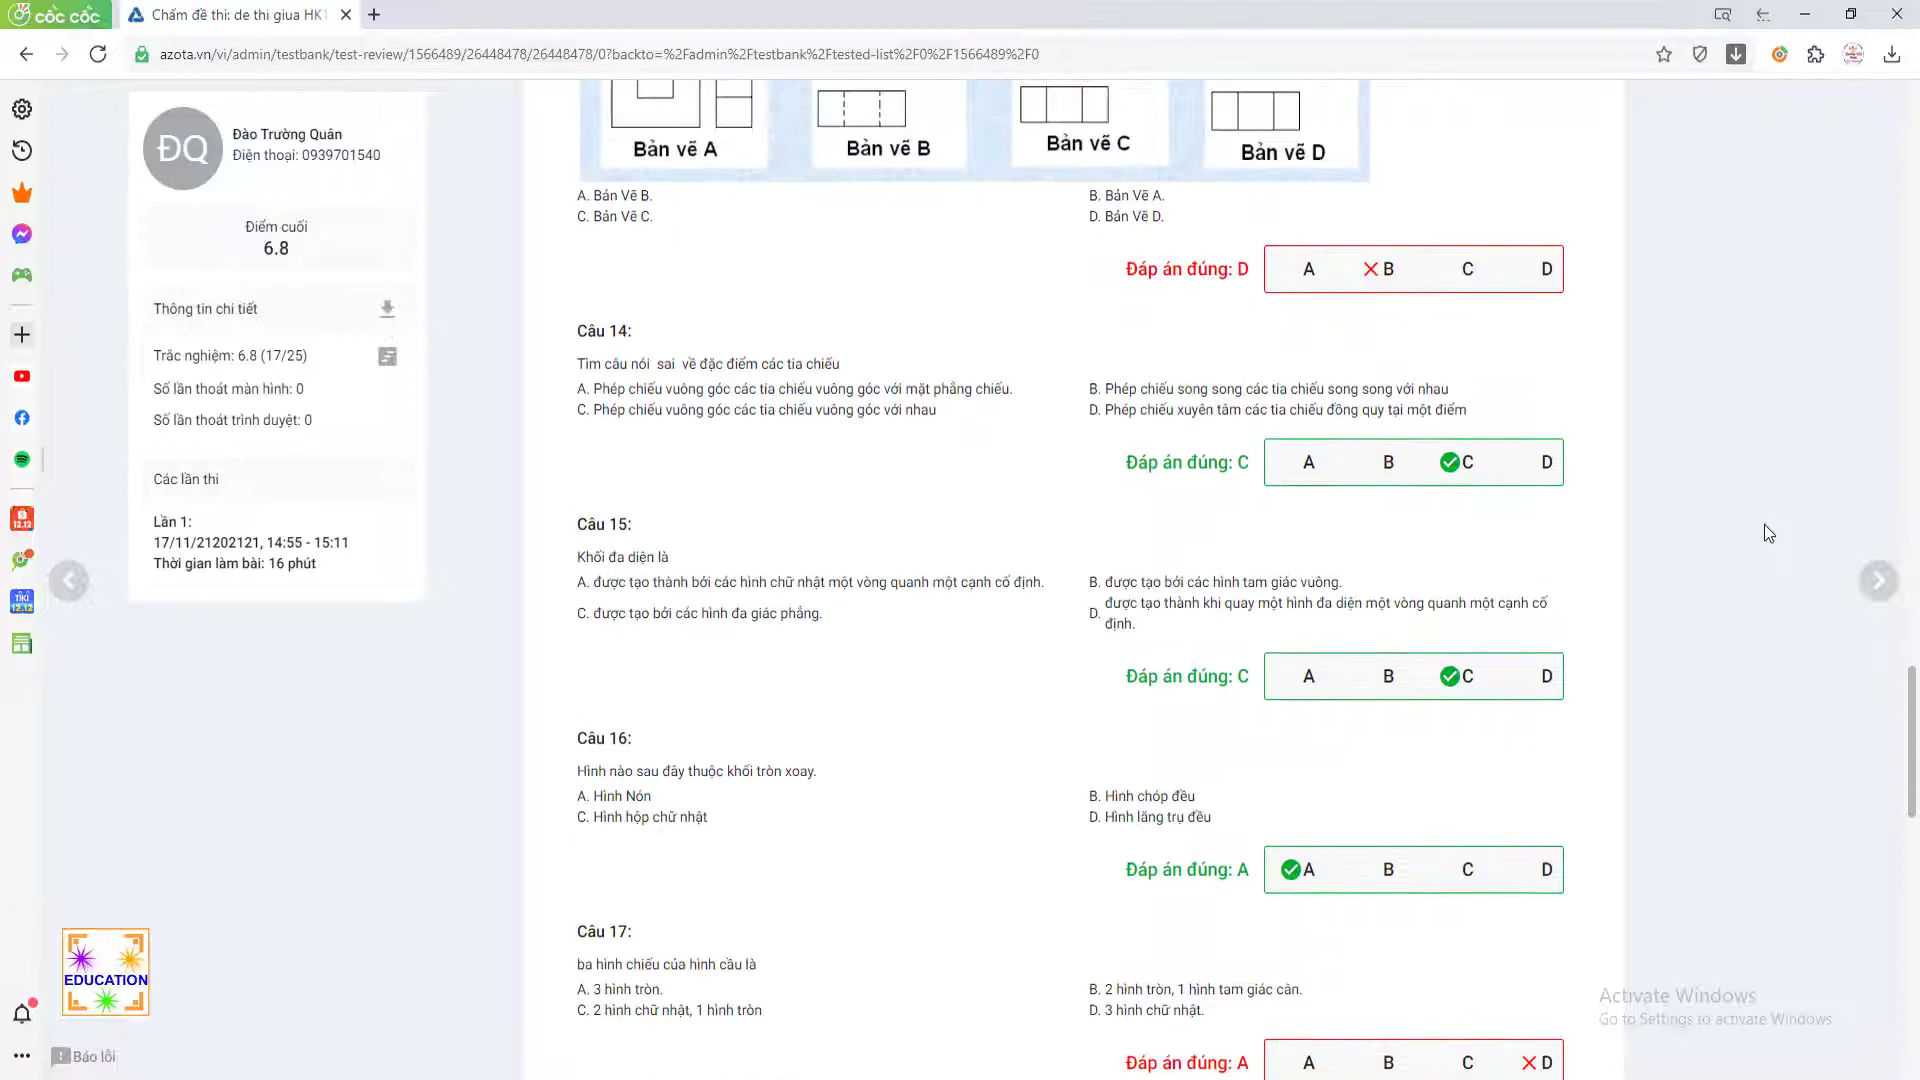 cốc cốc
Chấm đề thi: de thi giua HK1
azota.vn/vi/admin/testbank/test-review/1566489/26448478/26448478/0?backto=%2Fadmin%2Ftestbank%2Ftested-list%2F0%2F1566489%2F0
ĐQ
Đào Trường Quân
Điện thoại: 0939701540
Điểm cuối
6.8
Thông tin chi tiết
Trắc nghiệm: 6.8 (17/25)
Số lần thoát màn hình: 0
Số lần thoát trình duyệt: 0
Các lần thi
Lần 1:
17/11/21202121, 14:55 - 15:11
Thời gian làm bài: 16 phút
12.12
TIKI
12.12
EDUCATION
Báo lỗi
Bản vẽ A
Bản vẽ B
Bản vẽ C
Bản vẽ D
A. Bản Vẽ B.
B. Bản Vẽ A.
C. Bản Vẽ C.
D. Bản Vẽ D.
Đáp án đúng: D A B C D
Câu 14:
Tìm câu nói sai về đặc điểm các tia chiếu
A. Phép chiếu vuông góc các tia chiếu vuông góc với mặt phẳng chiếu.
B. Phép chiếu song song các tia chiếu song song với nhau
C. Phép chiếu vuông góc các tia chiếu vuông góc với nhau
D. Phép chiếu xuyên tâm các tia chiếu đồng quy tại một điểm
Đáp án đúng: C A B C D
Câu 15:
Khối đa diện là
A. được tạo thành bởi các hình chữ nhật một vòng quanh một cạnh cố định.
B. được tạo bởi các hình tam giác vuông.
C. được tạo bởi các hình đa giác phẳng.
D. được tạo thành khi quay một hình đa diện một vòng quanh một cạnh cố
định.
Đáp án đúng: C A B C D
Câu 16:
Hình nào sau đây thuộc khối tròn xoay.
A. Hình Nón
B. Hình chóp đều
C. Hình hộp chữ nhật
D. Hình lăng trụ đều
Đáp án đúng: A A B C D
Câu 17:
ba hình chiếu của hình cầu là
A. 3 hình tròn.
B. 2 hình tròn, 1 hình tam giác cân.
C. 2 hình chữ nhật, 1 hình tròn
D. 3 hình chữ nhật.
Đáp án đúng: A A B C D
Activate Windows
Go to Settings to activate Windows